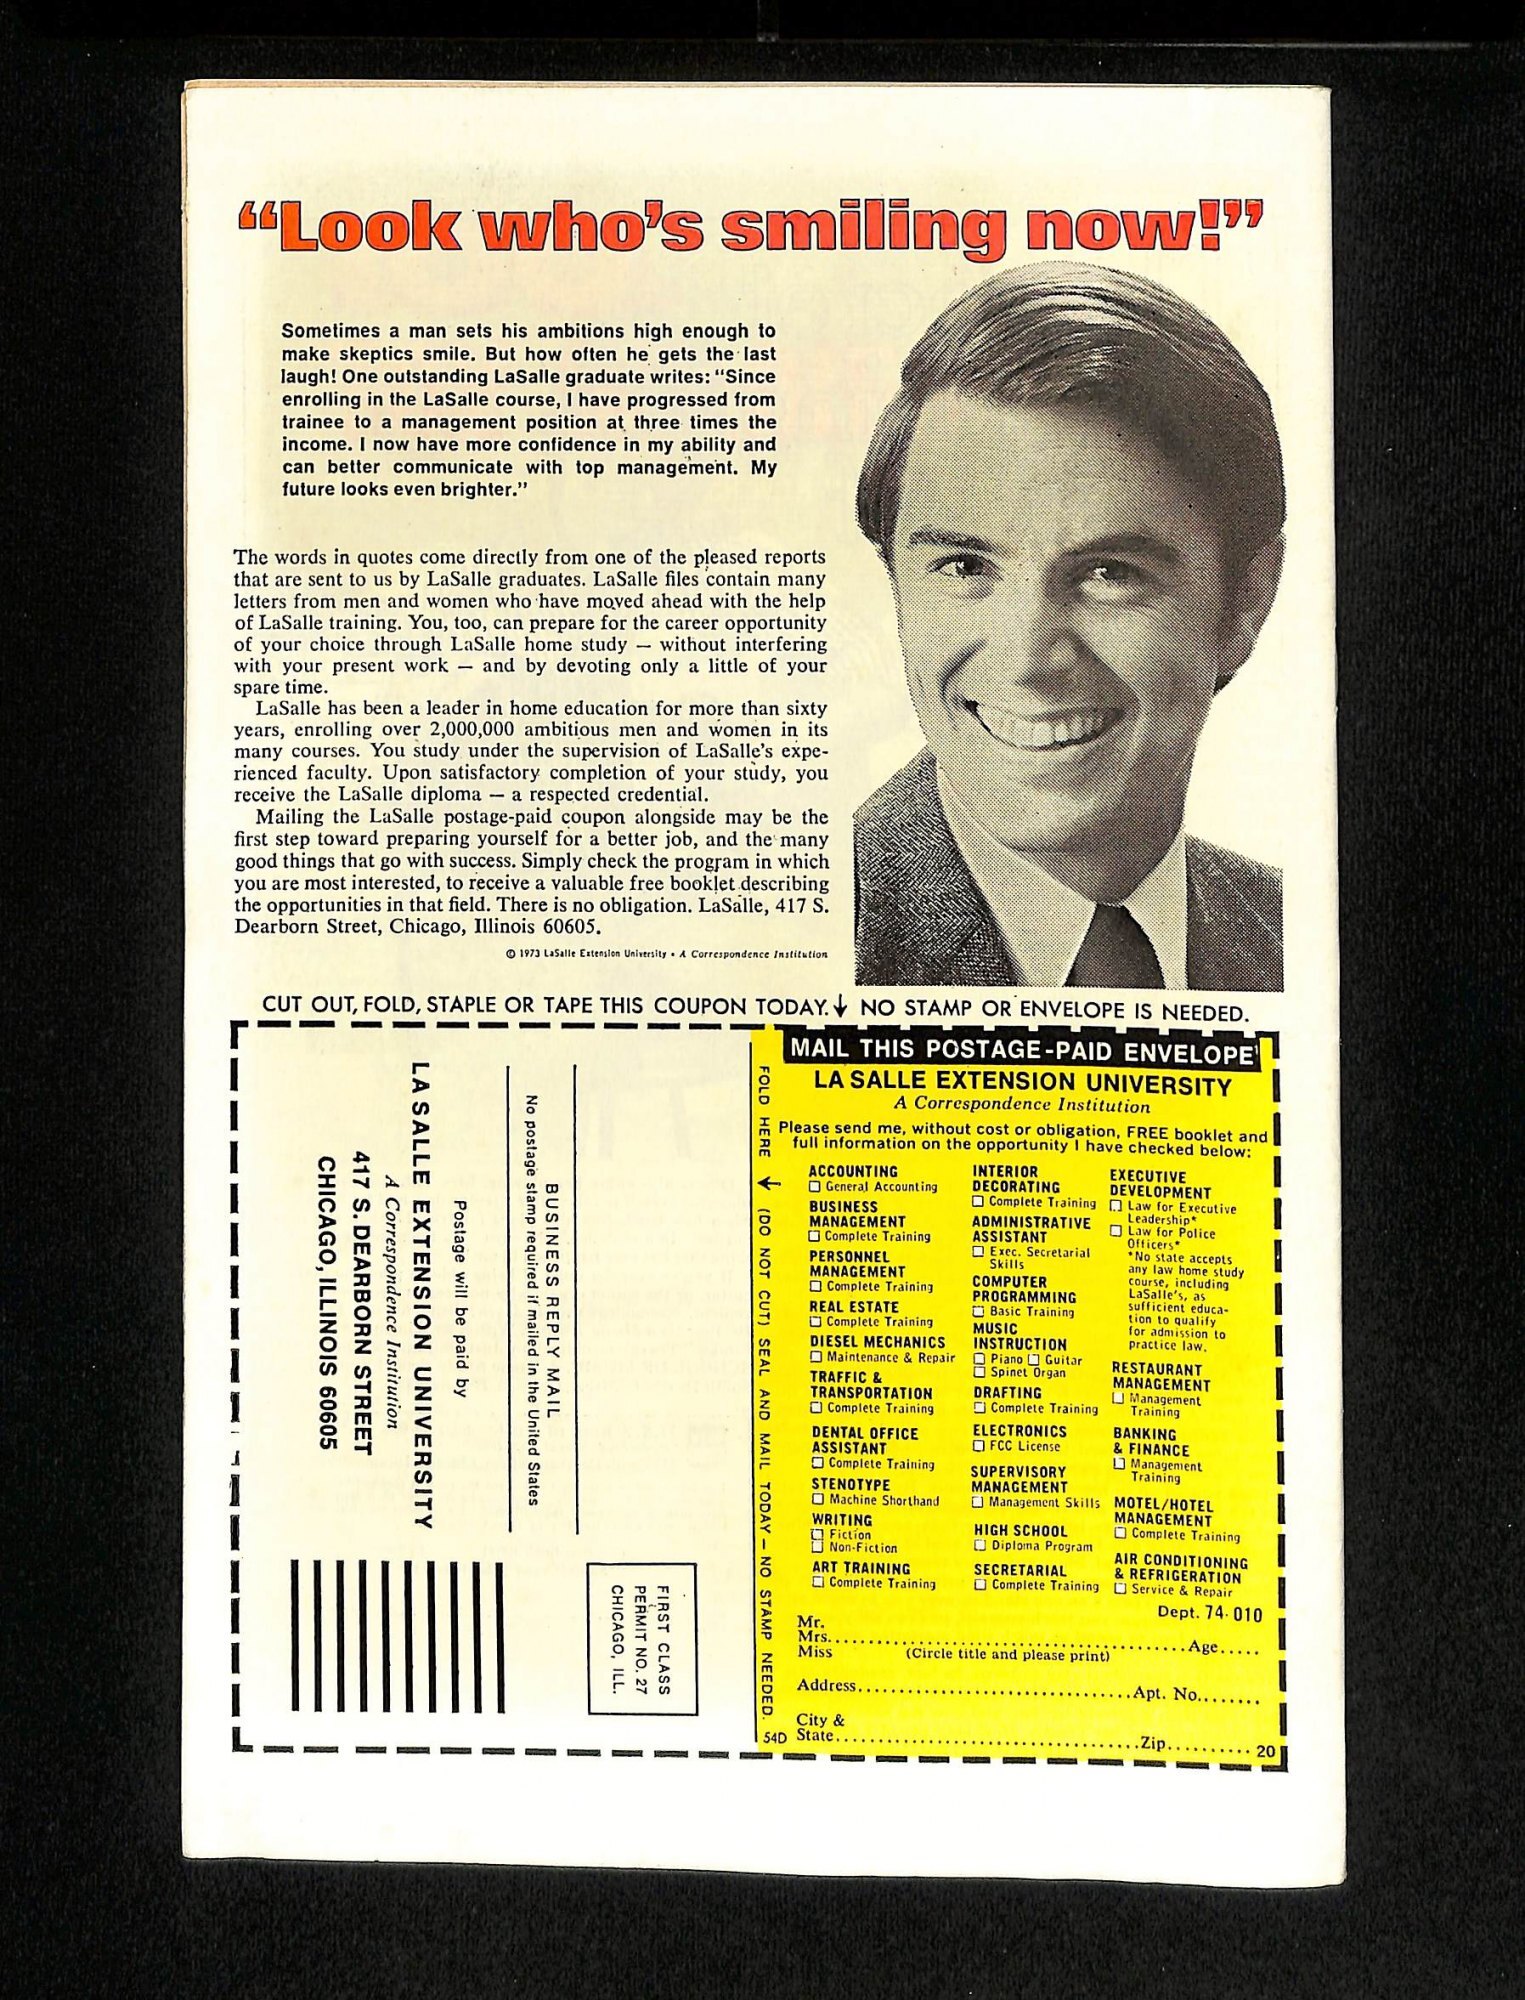 “Look who's smiling now!”
Sometimes a man sets his ambitions high enough to
make skeptics smile. But how often he gets the last
laugh! One outstanding LaSalle graduate writes: “Since
enrolling in the LaSalle course, I have progressed from
trainee to a management position at three times the
income. I now have more confidence in my ability and
can better communicate with top management. My
future looks even brighter.”
The words in quotes come directly from one of the pleased reports
that are sent to us by LaSalle graduates. LaSalle files contain many
letters from men and women who have moved ahead with the help
of LaSalle training. You, too, can prepare for the career opportunity
of your choice through LaSalle home study — without interfering
with your present work — and by devoting only a little of your
spare time.
LaSalle has been a leader in home education for more than sixty
years, enrolling over 2,000,000 ambitious men and women in its
many courses. You study under the supervision of LaSalle's expe-
rienced faculty. Upon satisfactory completion of your study, you
receive the LaSalle diploma — a respected credential.
Mailing the LaSalle postage-paid coupon alongside may be the
first step toward preparing yourself for a better job, and the many
good things that go with success. Simply check the program in which
you are most interested, to receive a valuable free booklet describing
the opportunities in that field. There is no obligation. LaSalle, 417 S.
Dearborn Street, Chicago, Illinois 60605.
© 1973 LaSalle Extension University • A Correspondence Institution
CUT OUT, FOLD, STAPLE OR TAPE THIS COUPON TODAY.↓ NO STAMP OR ENVELOPE IS NEEDED.
FIRST CLASS
PERMIT NO. 27
CHICAGO, ILL.
BUSINESS REPLY MAIL
No postage stamp required if mailed in the United States
Postage will be paid by
LA SALLE EXTENSION UNIVERSITY
A Correspondence Institution
417 S. DEARBORN STREET
CHICAGO, ILLINOIS 60605
FOLD HERE ← (DO NOT CUT) SEAL AND MAIL TODAY — NO STAMP NEEDED.
54D
MAIL THIS POSTAGE-PAID ENVELOPE
LA SALLE EXTENSION UNIVERSITY
A Correspondence Institution
Please send me, without cost or obligation, FREE booklet and
full information on the opportunity I have checked below:
ACCOUNTING
☐ General Accounting
BUSINESS
MANAGEMENT
☐ Complete Training
PERSONNEL
MANAGEMENT
☐ Complete Training
REAL ESTATE
☐ Complete Training
DIESEL MECHANICS
☐ Maintenance & Repair
TRAFFIC &
TRANSPORTATION
☐ Complete Training
DENTAL OFFICE
ASSISTANT
☐ Complete Training
STENOTYPE
☐ Machine Shorthand
WRITING
☐ Fiction
☐ Non-Fiction
ART TRAINING
☐ Complete Training
INTERIOR
DECORATING
☐ Complete Training
ADMINISTRATIVE
ASSISTANT
☐ Exec. Secretarial
Skills
COMPUTER
PROGRAMMING
☐ Basic Training
MUSIC
INSTRUCTION
☐ Piano ☐ Guitar
☐ Spinet Organ
DRAFTING
☐ Complete Training
ELECTRONICS
☐ FCC License
SUPERVISORY
MANAGEMENT
☐ Management Skills
HIGH SCHOOL
☐ Diploma Program
SECRETARIAL
☐ Complete Training
EXECUTIVE
DEVELOPMENT
☐ Law for Executive
Leadership*
☐ Law for Police
Officers*
*No state accepts
any law home study
course, including
LaSalle's, as
sufficient educa-
tion to qualify
for admission to
practice law.
RESTAURANT
MANAGEMENT
☐ Management
Training
BANKING
& FINANCE
☐ Management
Training
MOTEL/HOTEL
MANAGEMENT
☐ Complete Training
AIR CONDITIONING
& REFRIGERATION
☐ Service & Repair
Dept. 74-010
Mr.
Mrs.......................................................Age.....
Miss (Circle title and please print)
Address..........................................Apt. No........
City &
State.............................................Zip.......... 20